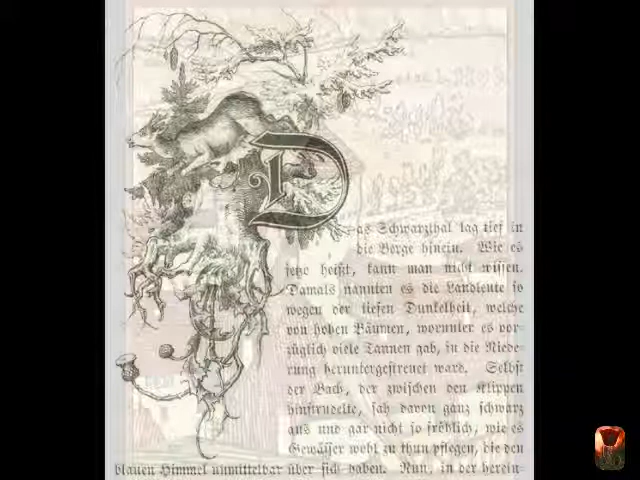 Das Schwarzthal lag tief in
die Berge hinein. Wie es
jetzt heißt, kann man nicht wissen.
Damals nannten es die Landleute so
wegen der tiefen Dunkelheit, welche
von hohen Bäumen, worunter es vor-
züglich viele Tannen gab, in die Niede-
rung heruntergestreuet ward. Selbst
der Bach, der zwischen den Klippen
hinstrudelte, sah davon ganz schwarz
aus und gar nicht so fröhlich, wie es
Gewässer wohl zu thun pflegen, die den
blauen Himmel unmittelbar über sich haben. Nun, in der herein-